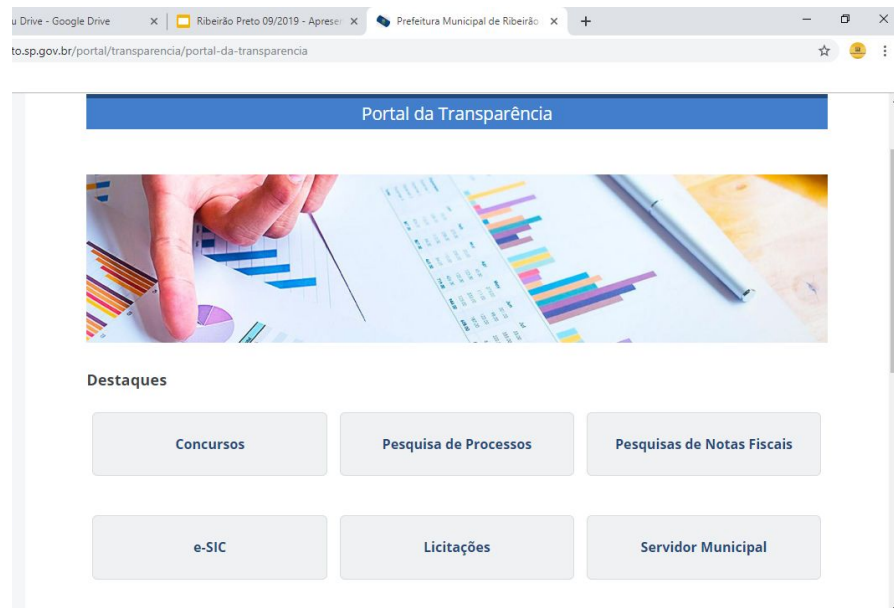 u Drive - Google Drive
Ribeirão Preto 09/2019 - Apresen
Prefeitura Municipal de Ribeirão
to.sp.gov.br/portal/transparencia/portal-da-transparencia
Portal da Transparência
Destaques
Concursos
Pesquisa de Processos
Pesquisas de Notas Fiscais
e-SIC
Licitações
Servidor Municipal